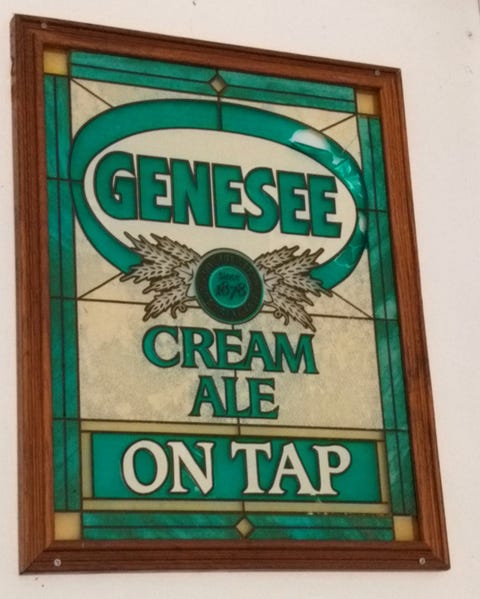 GENESEE
Since
1878
CREAM
ALE
ON TAP